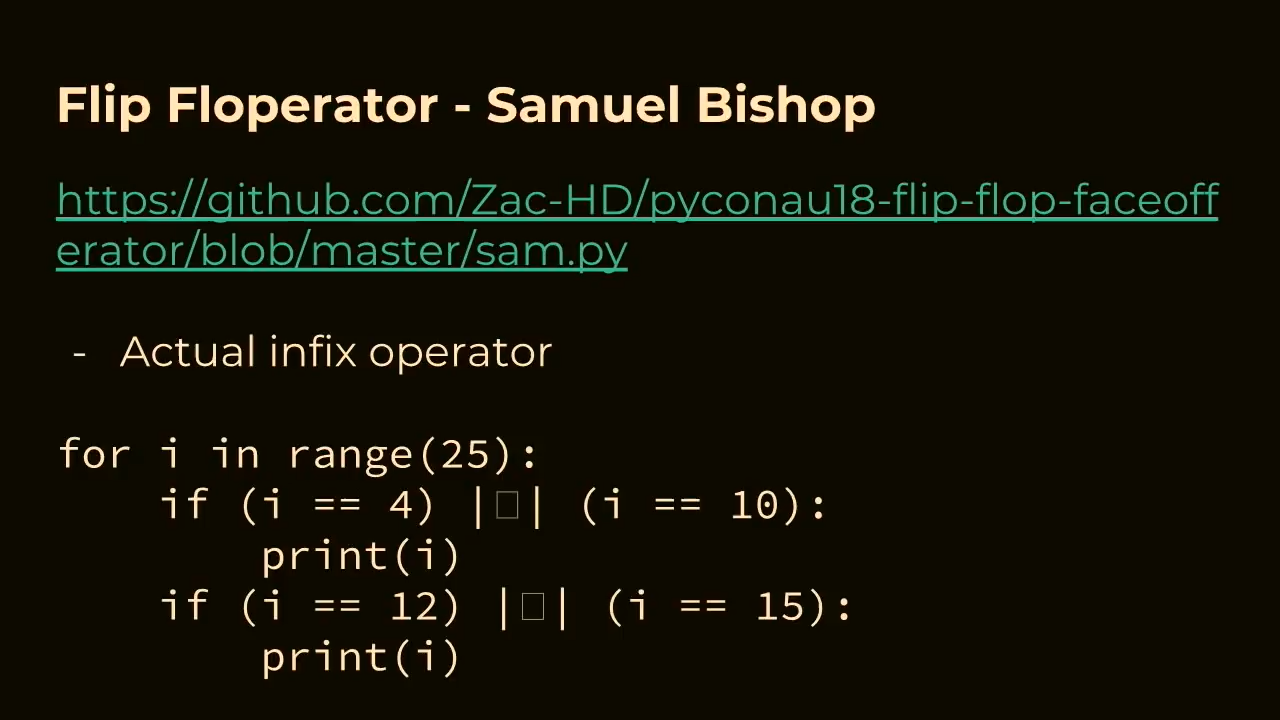 Flip Floperator - Samuel Bishop
https://github.com/Zac-HD/pyconau18-flip-flop-faceoff
erator/blob/master/sam.py
- Actual infix operator
for i in range(25):
    if (i == 4) |□| (i == 10):
        print(i)
    if (i == 12) |□| (i == 15):
        print(i)